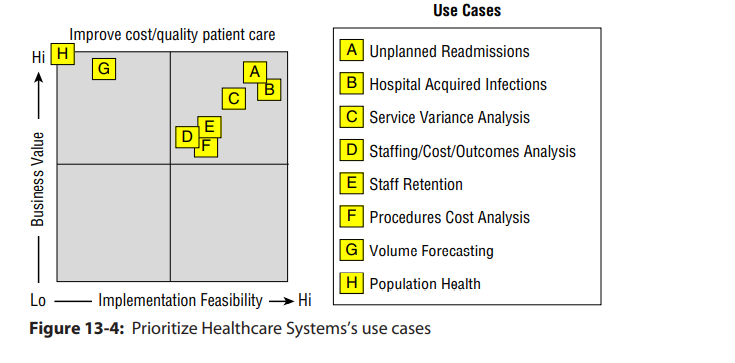 Use Cases
Improve cost/quality patient care
Hi
H
G
A
B
C
E
D
F
Business Value
Lo
Implementation Feasibility
Hi
A Unplanned Readmissions
B Hospital Acquired Infections
C Service Variance Analysis
D Staffing/Cost/Outcomes Analysis
E Staff Retention
F Procedures Cost Analysis
G Volume Forecasting
H Population Health
Figure 13-4: Prioritize Healthcare Systems's use cases